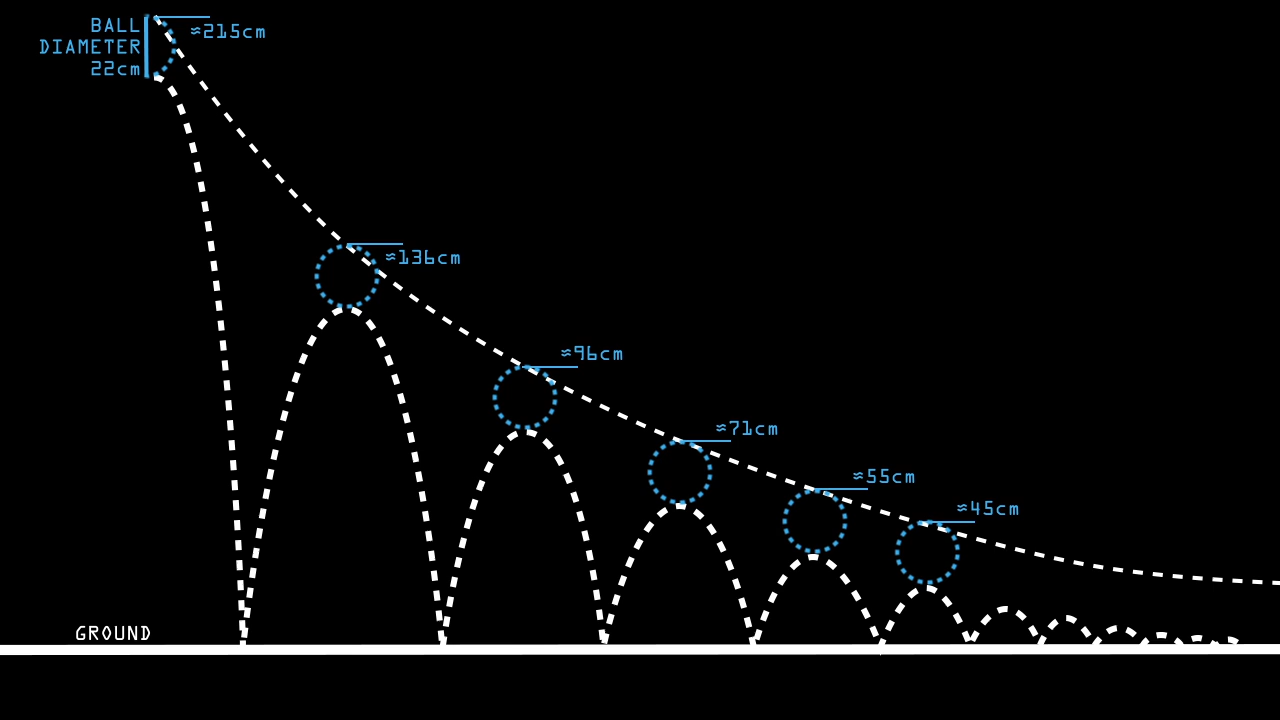 BALL
DIAMETER
22cm
≈215cm
≈136cm
≈96cm
≈71cm
≈55cm
≈45cm
GROUND